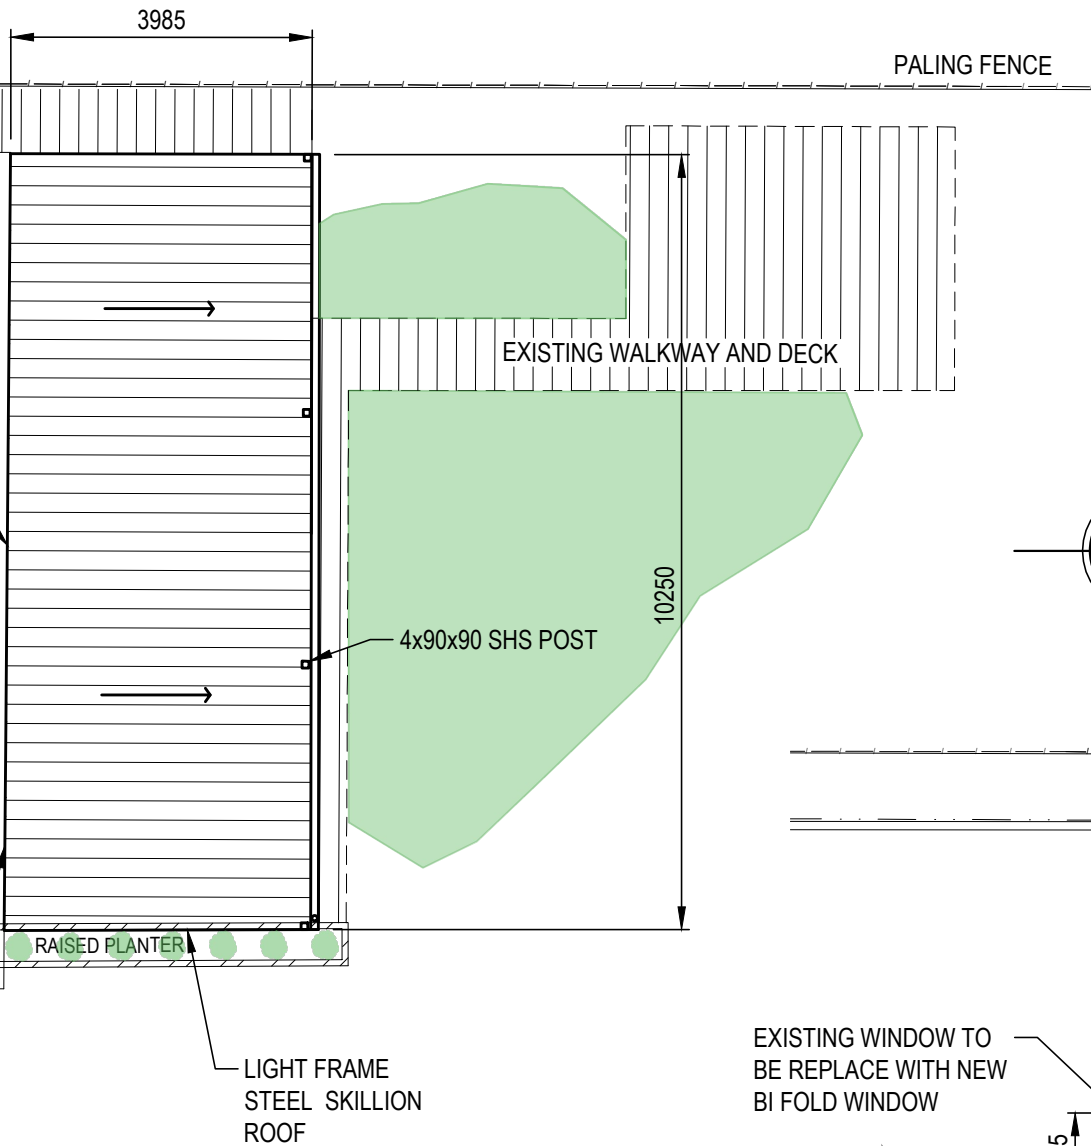 3985
PALING FENCE
EXISTING WALKWAY AND DECK
10250
4x90x90 SHS POST
RAISED PLANTER
LIGHT FRAME
STEEL SKILLION
ROOF
EXISTING WINDOW TO
BE REPLACE WITH NEW
BI FOLD WINDOW
5